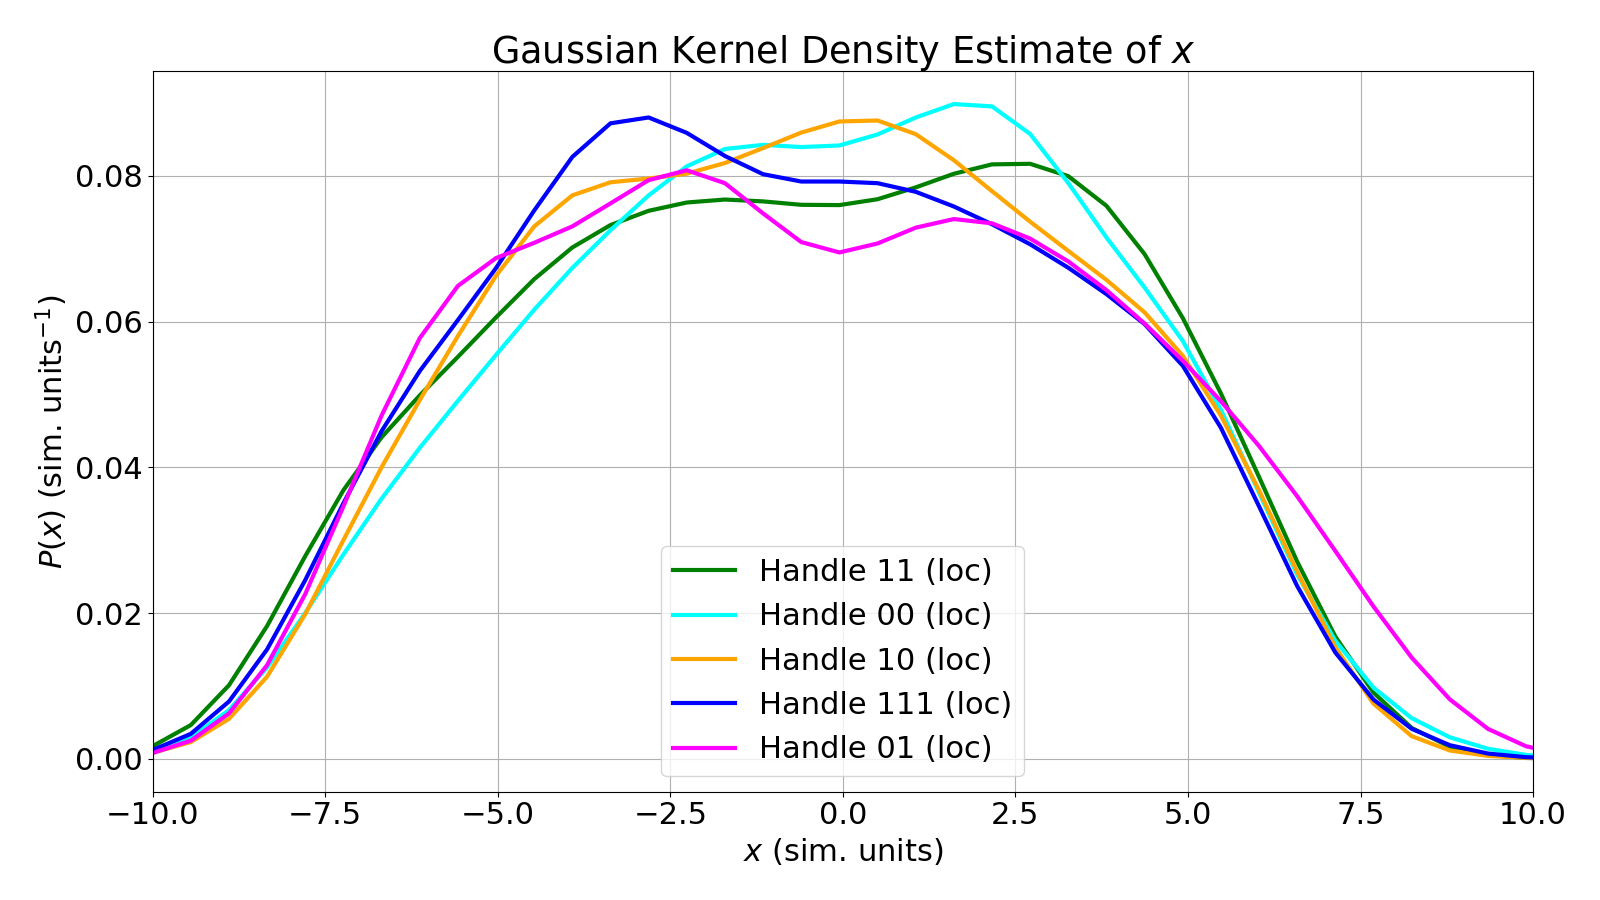 Gaussian Kernel Density Estimate of x
P(x) (sim. units⁻¹)
0.08
0.06
0.04
0.02
0.00
Handle 11 (loc)
Handle 00 (loc)
Handle 10 (loc)
Handle 111 (loc)
Handle 01 (loc)
−10.0 −7.5 −5.0 −2.5 0.0 2.5 5.0 7.5 10.0
x (sim. units)